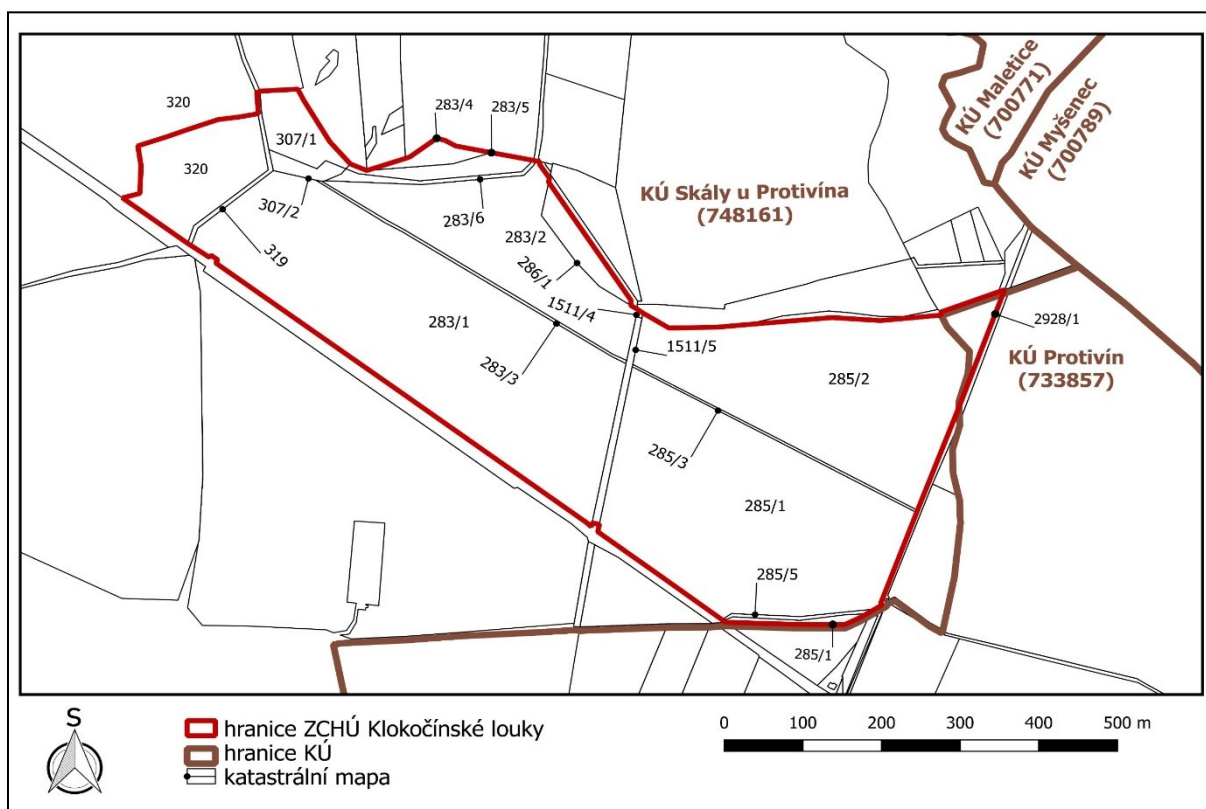 KÚ Maletice
(700771)
KÚ Myšenec
(700789)
320
307/1
283/4
283/5
320
307/2
283/6
KÚ Skály u Protivína
(748161)
283/2
319
286/1
1511/4
283/1
283/3
1511/5
2928/1
KÚ Protivín
(733857)
285/2
285/3
285/1
285/5
285/1
S
hranice ZCHÚ Klokočínské louky
hranice KÚ
katastrální mapa
0 100 200 300 400 500 m